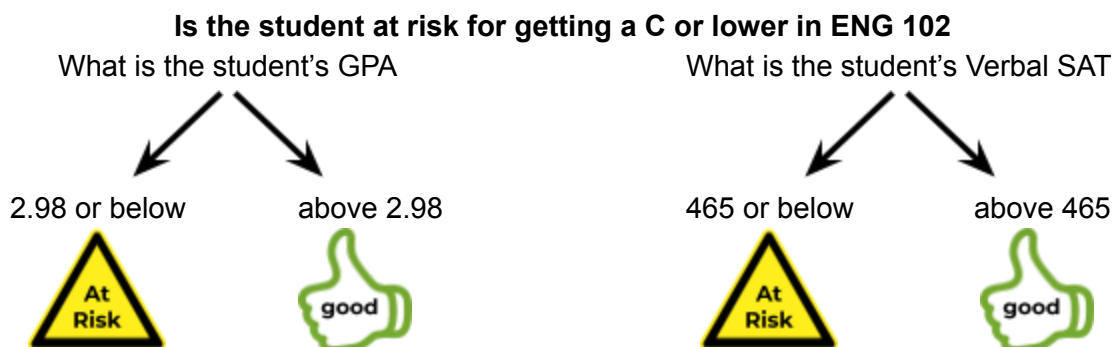 Is the student at risk for getting a C or lower in ENG 102
What is the student's GPA
What is the student's Verbal SAT
2.98 or below
above 2.98
465 or below
above 465
At
Risk
good
At
Risk
good